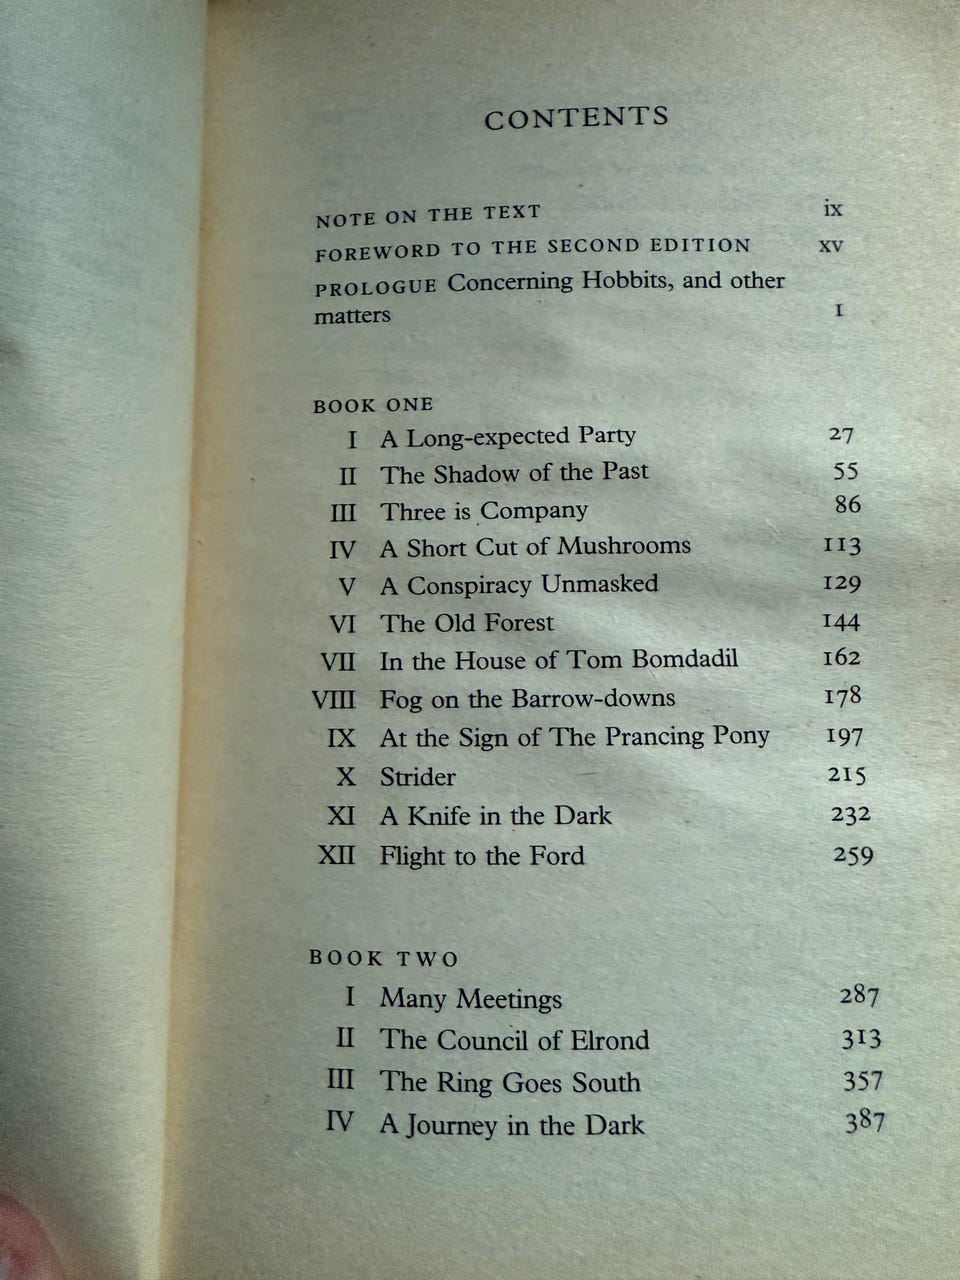 CONTENTS
NOTE ON THE TEXT ix
FOREWORD TO THE SECOND EDITION xv
PROLOGUE Concerning Hobbits, and other
matters 1
BOOK ONE
I A Long-expected Party 27
II The Shadow of the Past 55
III Three is Company 86
IV A Short Cut of Mushrooms 113
V A Conspiracy Unmasked 129
VI The Old Forest 144
VII In the House of Tom Bomdadil 162
VIII Fog on the Barrow-downs 178
IX At the Sign of The Prancing Pony 197
X Strider 215
XI A Knife in the Dark 232
XII Flight to the Ford 259
BOOK TWO
I Many Meetings 287
II The Council of Elrond 313
III The Ring Goes South 357
IV A Journey in the Dark 387